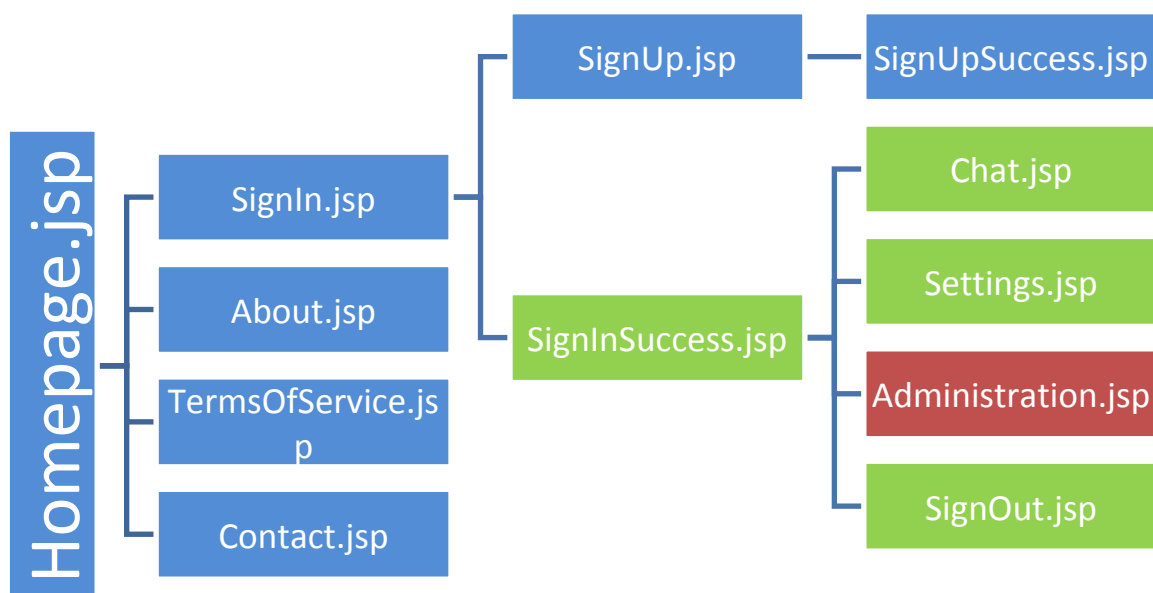 Homepage.jsp
SignIn.jsp
About.jsp
TermsOfService.js
p
Contact.jsp
SignUp.jsp
SignInSuccess.jsp
SignUpSuccess.jsp
Chat.jsp
Settings.jsp
Administration.jsp
SignOut.jsp